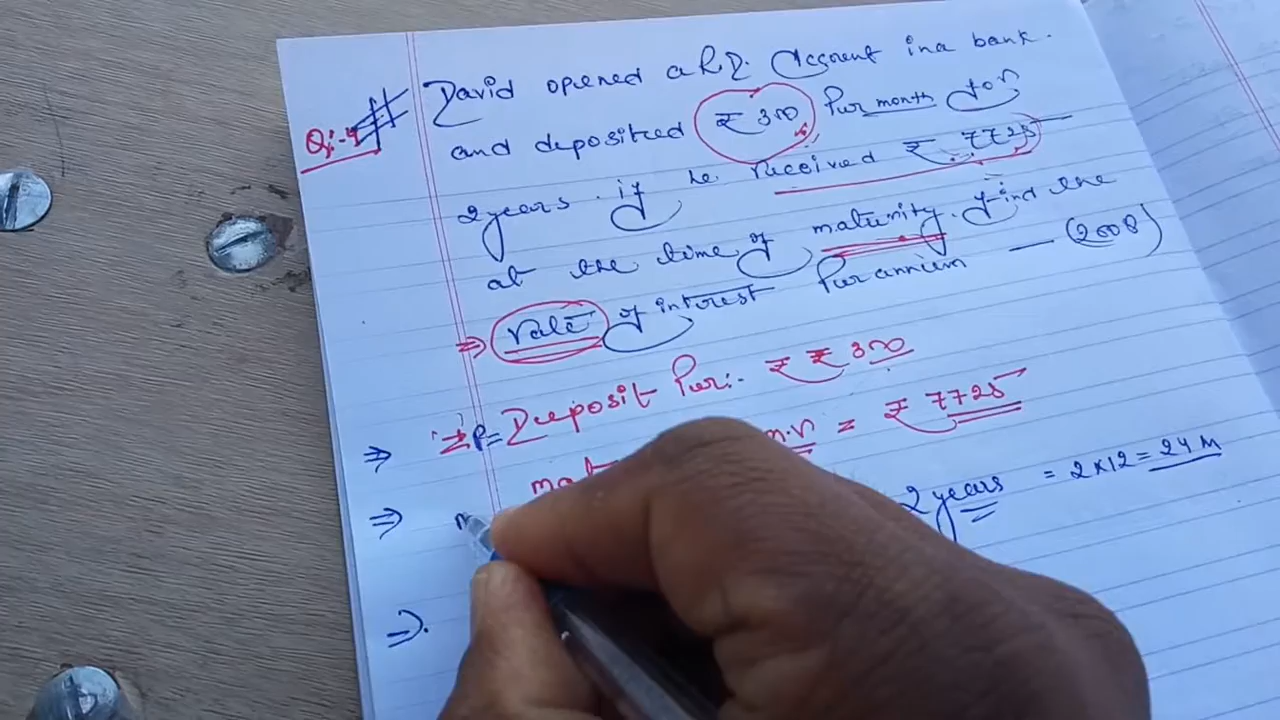 Q:-4 David opened a R.D. Account in a bank.
and deposited ₹ 300 Per month for
2 years. if he received ₹ 7725
at the time of maturity. find the
⇒ rate of interest Per annum — (2008)
⇒ P= Deposit Per:- ₹ ₹ 300
⇒ m.v = ₹ 7725
2 years = 2×12 = 24 M
⇒.